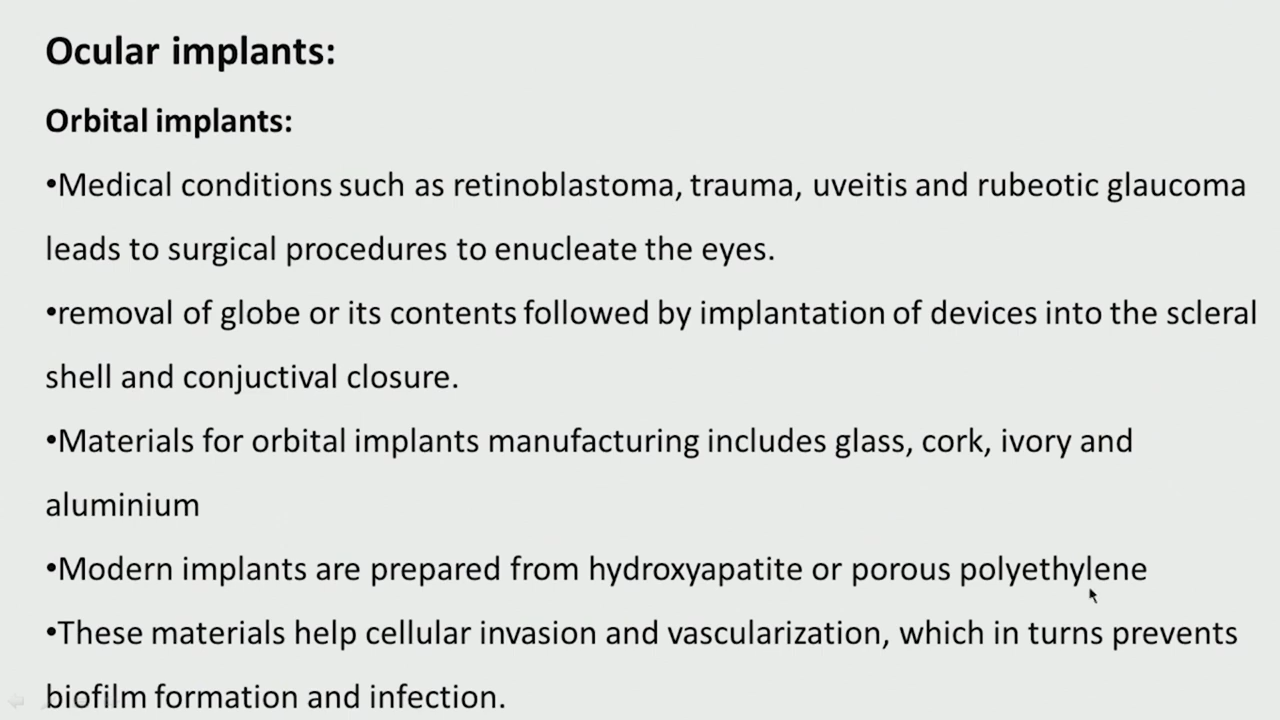 Ocular implants:
Orbital implants:
•Medical conditions such as retinoblastoma, trauma, uveitis and rubeotic glaucoma
leads to surgical procedures to enucleate the eyes.
•removal of globe or its contents followed by implantation of devices into the scleral
shell and conjuctival closure.
•Materials for orbital implants manufacturing includes glass, cork, ivory and
aluminium
•Modern implants are prepared from hydroxyapatite or porous polyethylene
•These materials help cellular invasion and vascularization, which in turns prevents
biofilm formation and infection.